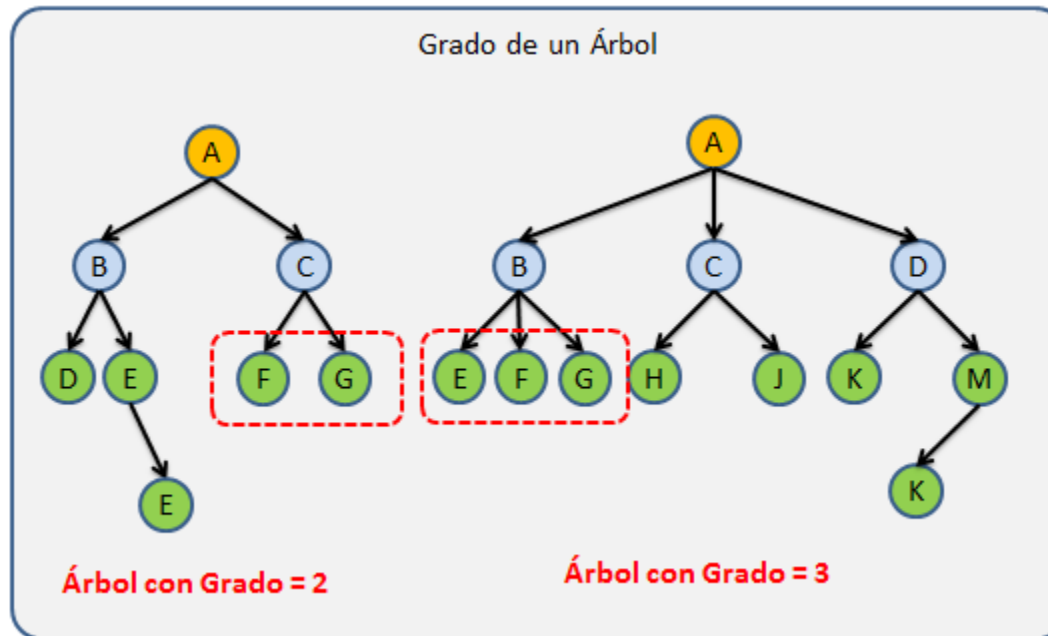 Grado de un Árbol
A
A
B
C
B
C
D
D
E
F
G
E
F
G
H
J
K
M
E
K
Árbol con Grado = 2
Árbol con Grado = 3